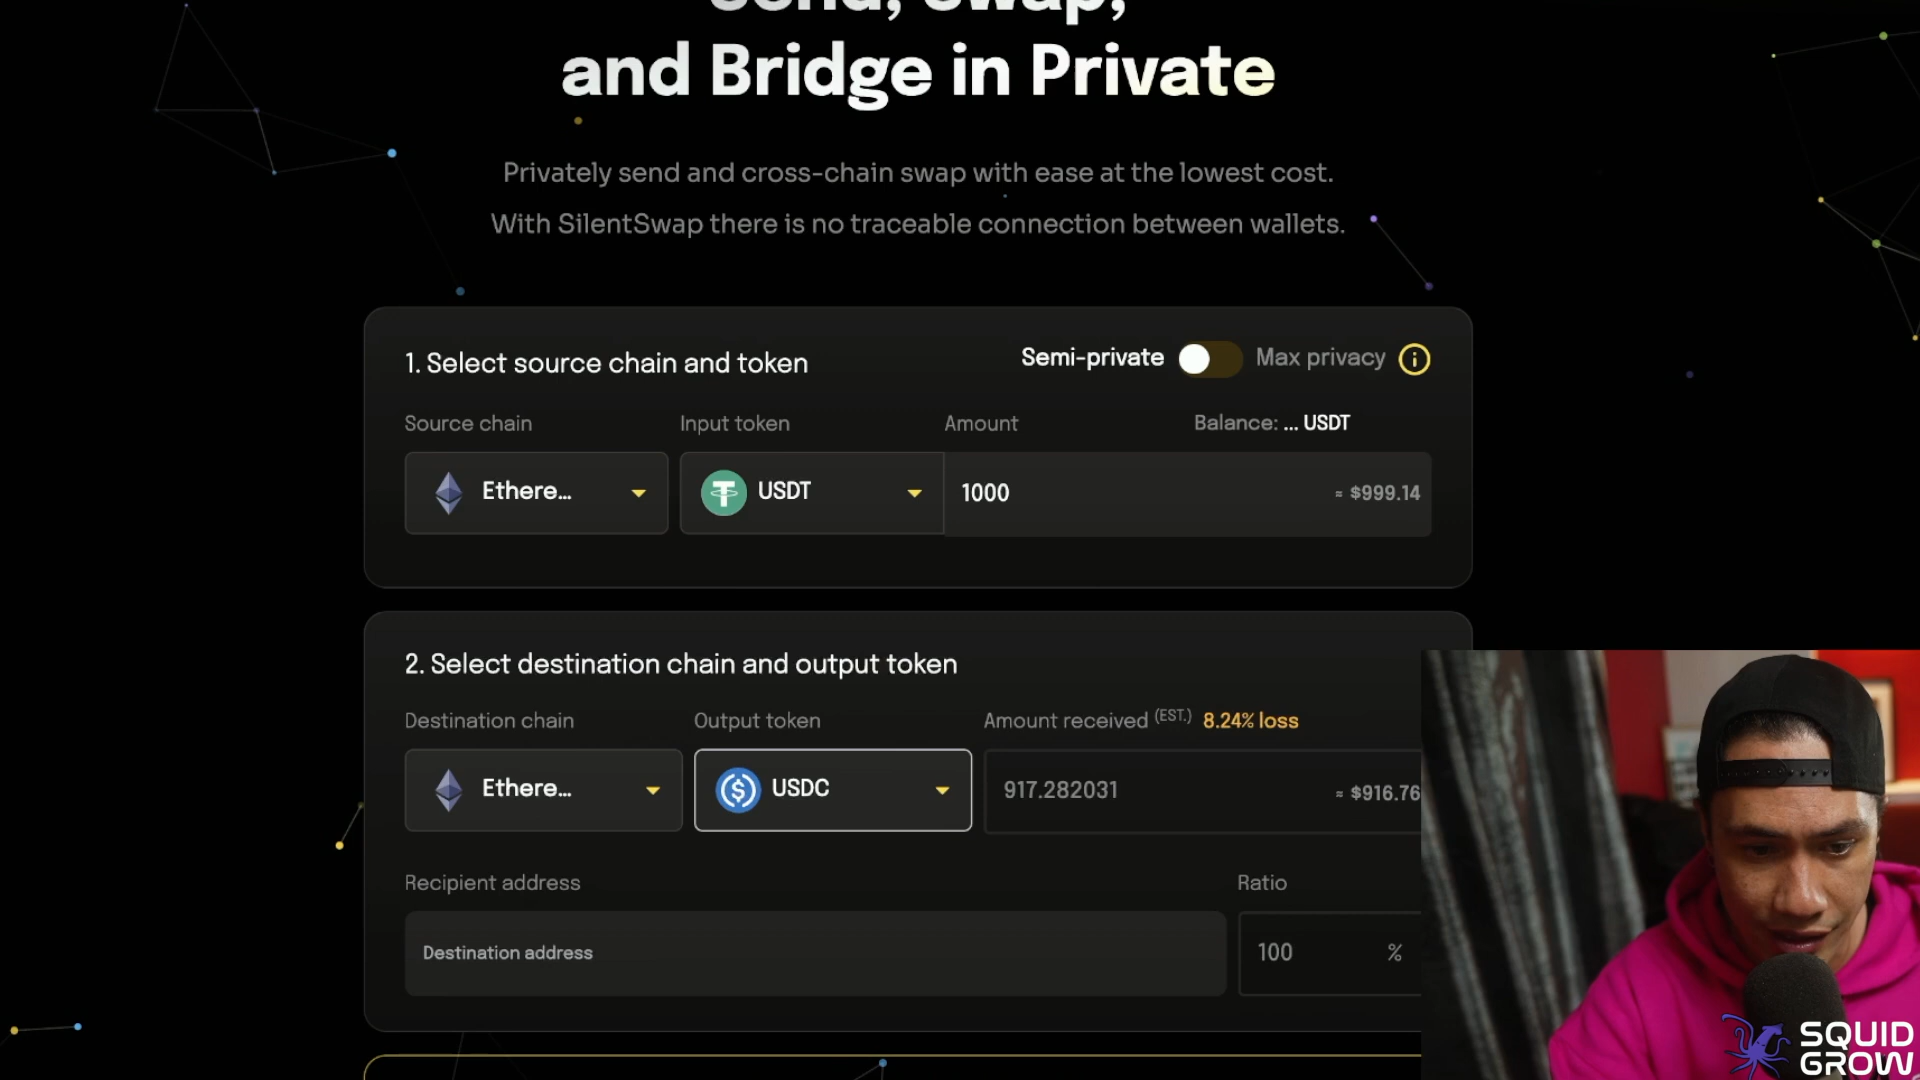 Send, Swap,
and Bridge in Private
Privately send and cross-chain swap with ease at the lowest cost.
With SilentSwap there is no traceable connection between wallets.
1. Select source chain and token
Semi-private
Max privacy
Source chain
Input token
Amount
Balance: ... USDT
Ethere...
USDT
1000
≈ $999.14
2. Select destination chain and output token
Destination chain
Output token
Amount received (EST.) 8.24% loss
Ethere...
USDC
917.282031
≈ $916.76
Recipient address
Ratio
Destination address
100 %
SQUID
GROW